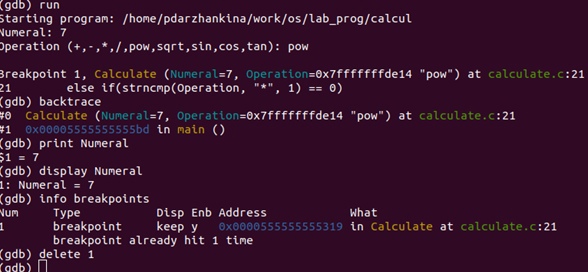 (gdb) run
Starting program: /home/pdarzhankina/work/os/lab_prog/calcul
Numeral: 7
Operation (+,-,*,/,pow,sqrt,sin,cos,tan): pow
Breakpoint 1, Calculate (Numeral=7, Operation=0x7fffffffde14 "pow") at calculate.c:21
21 else if(strncmp(Operation, "*", 1) == 0)
(gdb) backtrace
#0 Calculate (Numeral=7, Operation=0x7fffffffde14 "pow") at calculate.c:21
#1 0x00005555555555bd in main ()
(gdb) print Numeral
$1 = 7
(gdb) display Numeral
1: Numeral = 7
(gdb) info breakpoints
Num Type Disp Enb Address What
1 breakpoint keep y 0x0000555555555319 in Calculate at calculate.c:21
breakpoint already hit 1 time
(gdb) delete 1
(gdb)